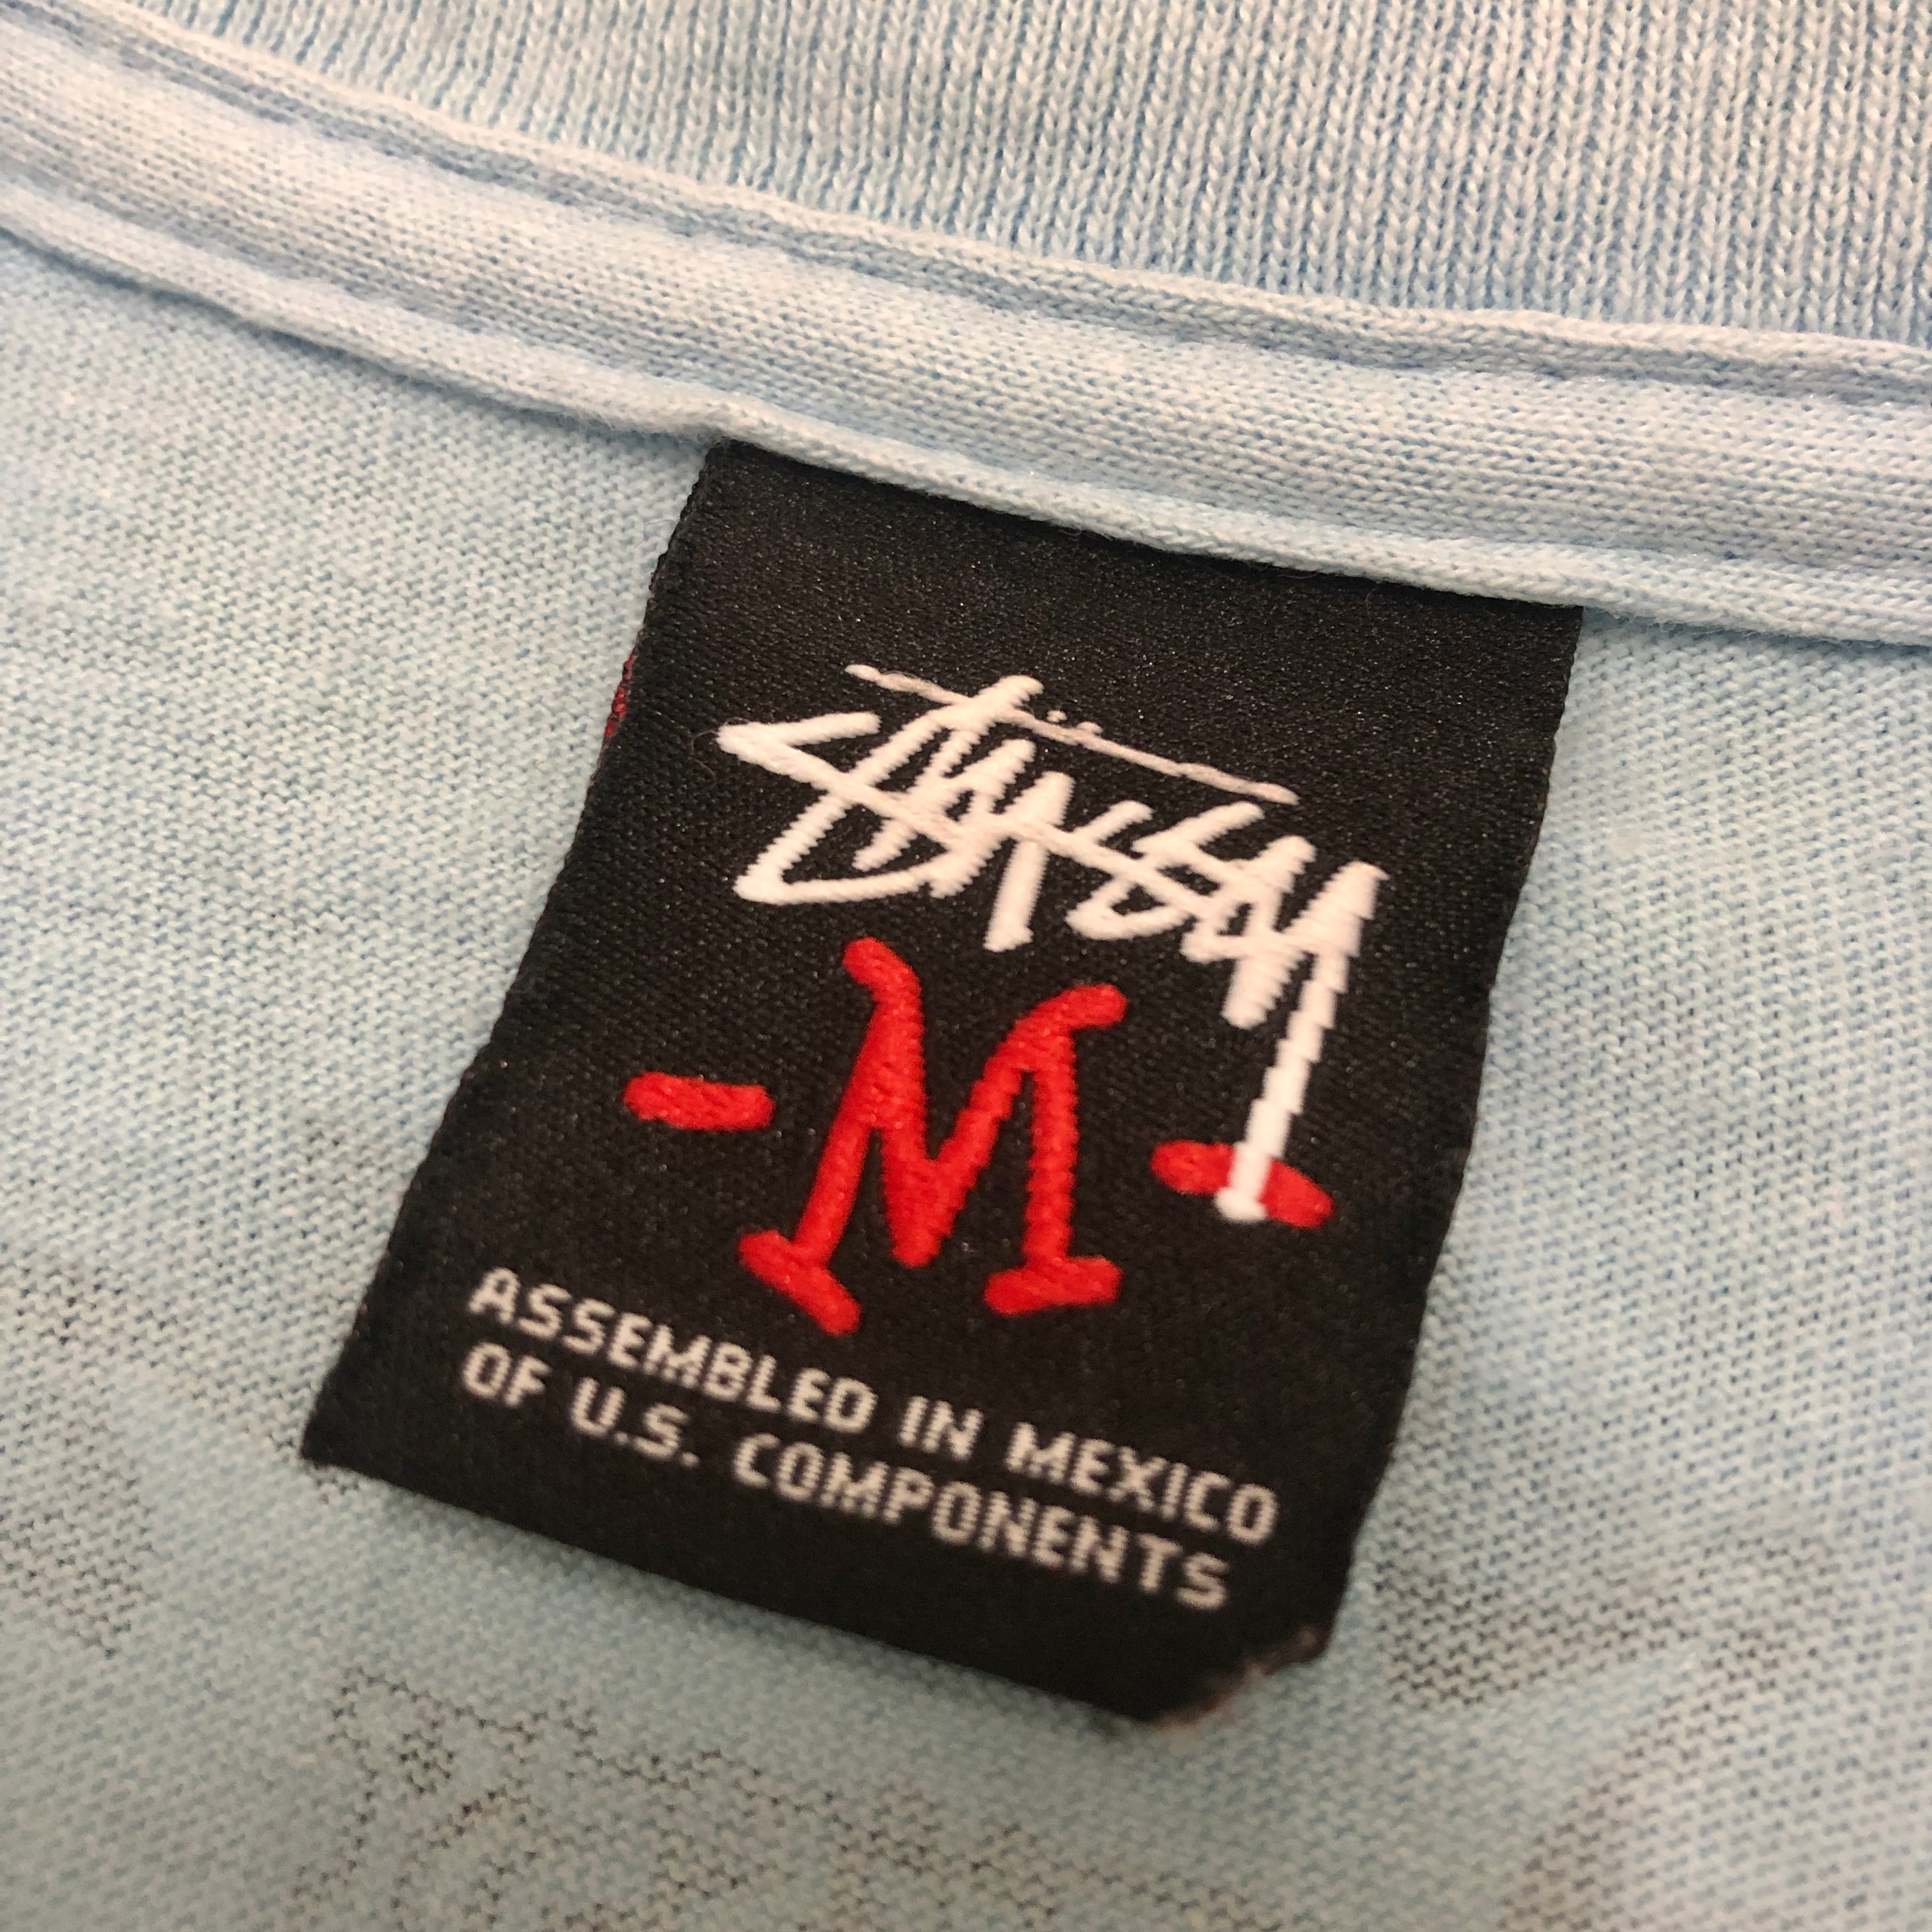 Stüssy
- M -
ASSEMBLED IN MEXICO
OF U.S. COMPONENTS